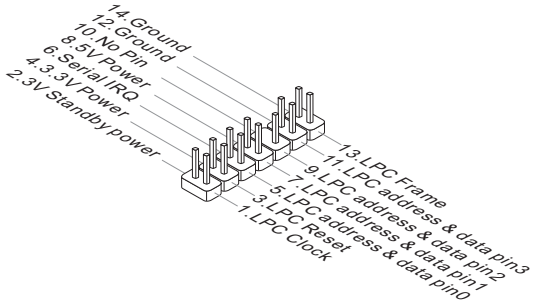 14.Ground
12.Ground
10.No Pin
8.5V Power
6.Serial IRQ
4.3.3V Power
2.3V Standby power
13.LPC Frame
11.LPC address & data pin3
9.LPC address & data pin2
7.LPC address & data pin1
5.LPC address & data pin0
3.LPC Reset
1.LPC Clock